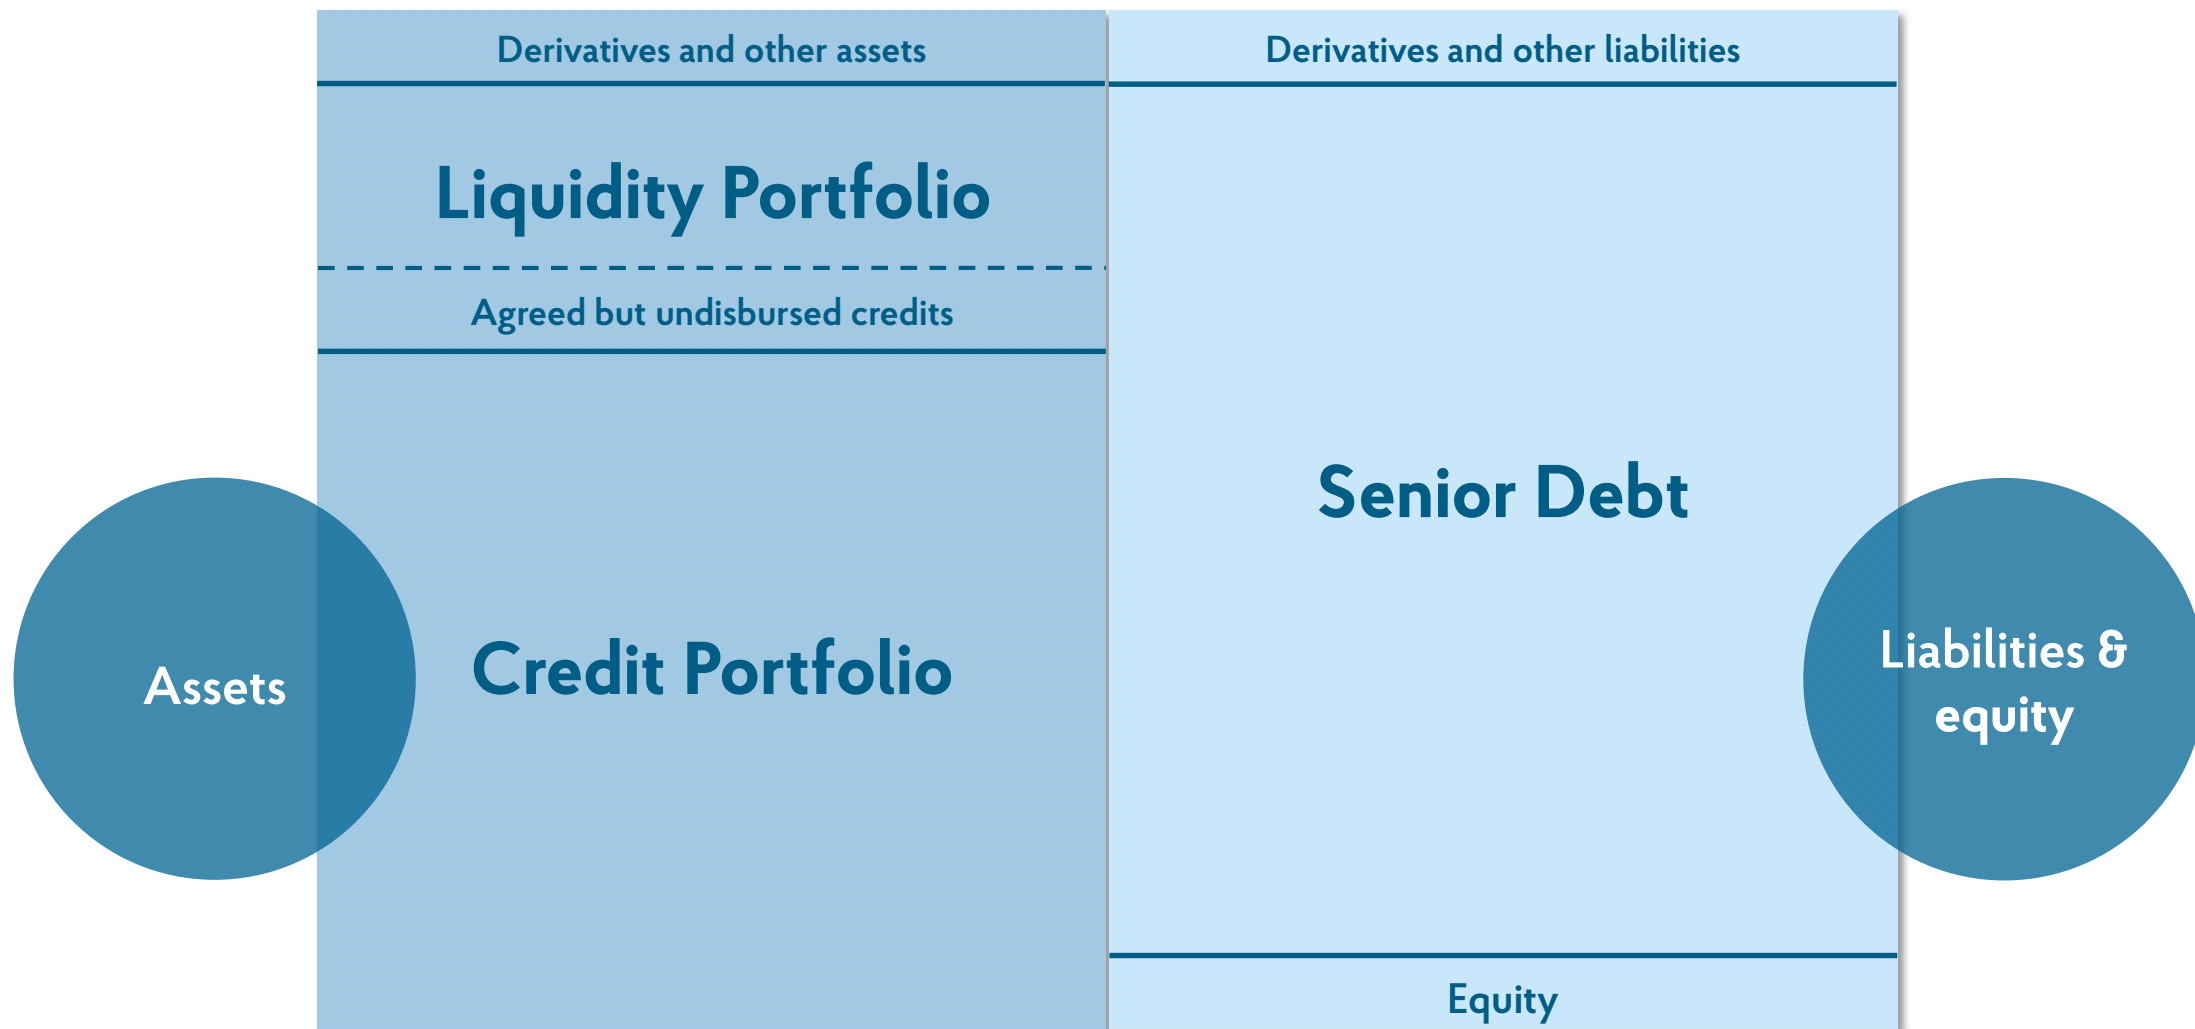 Derivatives and other assets
Liquidity Portfolio
Agreed but undisbursed credits
Credit Portfolio
Assets
Derivatives and other liabilities
Senior Debt
Equity
Liabilities &
equity